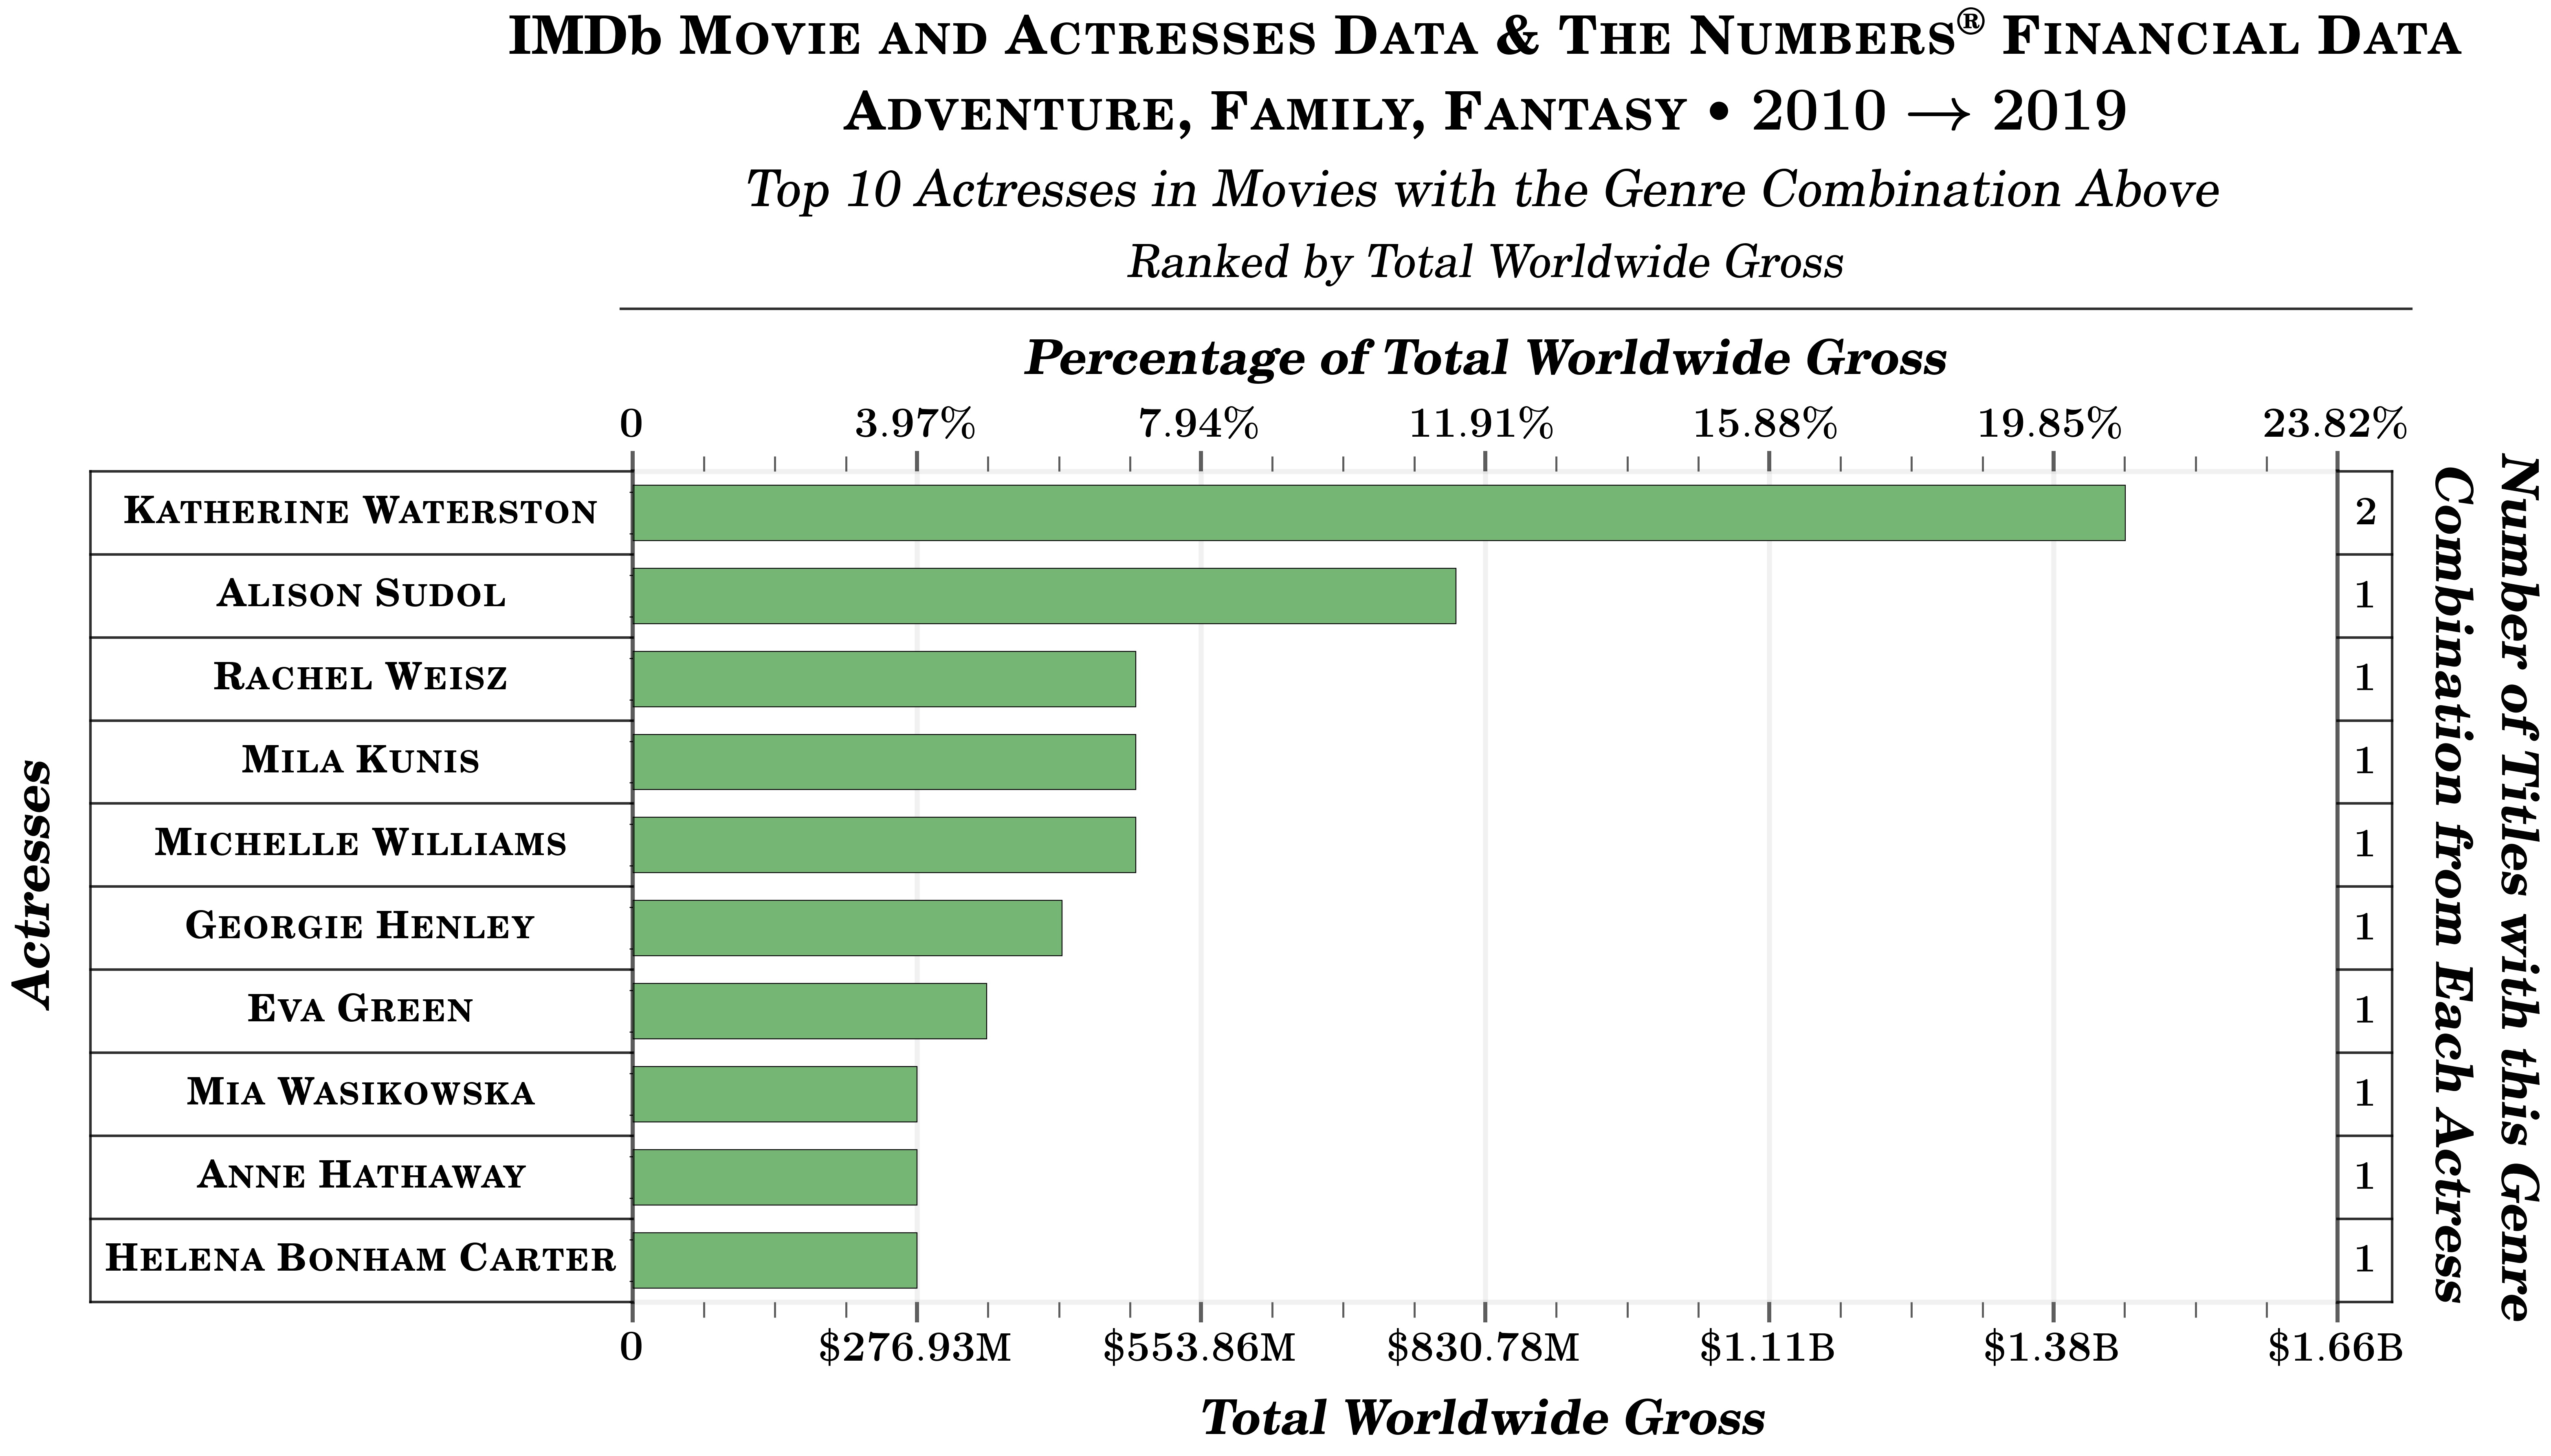 IMDb Movie and Actresses Data & The Numbers® Financial Data
Adventure, Family, Fantasy • 2010 → 2019
Top 10 Actresses in Movies with the Genre Combination Above
Ranked by Total Worldwide Gross
Percentage of Total Worldwide Gross
0 3.97% 7.94% 11.91% 15.88% 19.85% 23.82%
Actresses
Katherine Waterston 2
Alison Sudol 1
Rachel Weisz 1
Mila Kunis 1
Michelle Williams 1
Georgie Henley 1
Eva Green 1
Mia Wasikowska 1
Anne Hathaway 1
Helena Bonham Carter 1
Number of Titles with this Genre
Combination from Each Actress
0 $276.93M $553.86M $830.78M $1.11B $1.38B $1.66B
Total Worldwide Gross